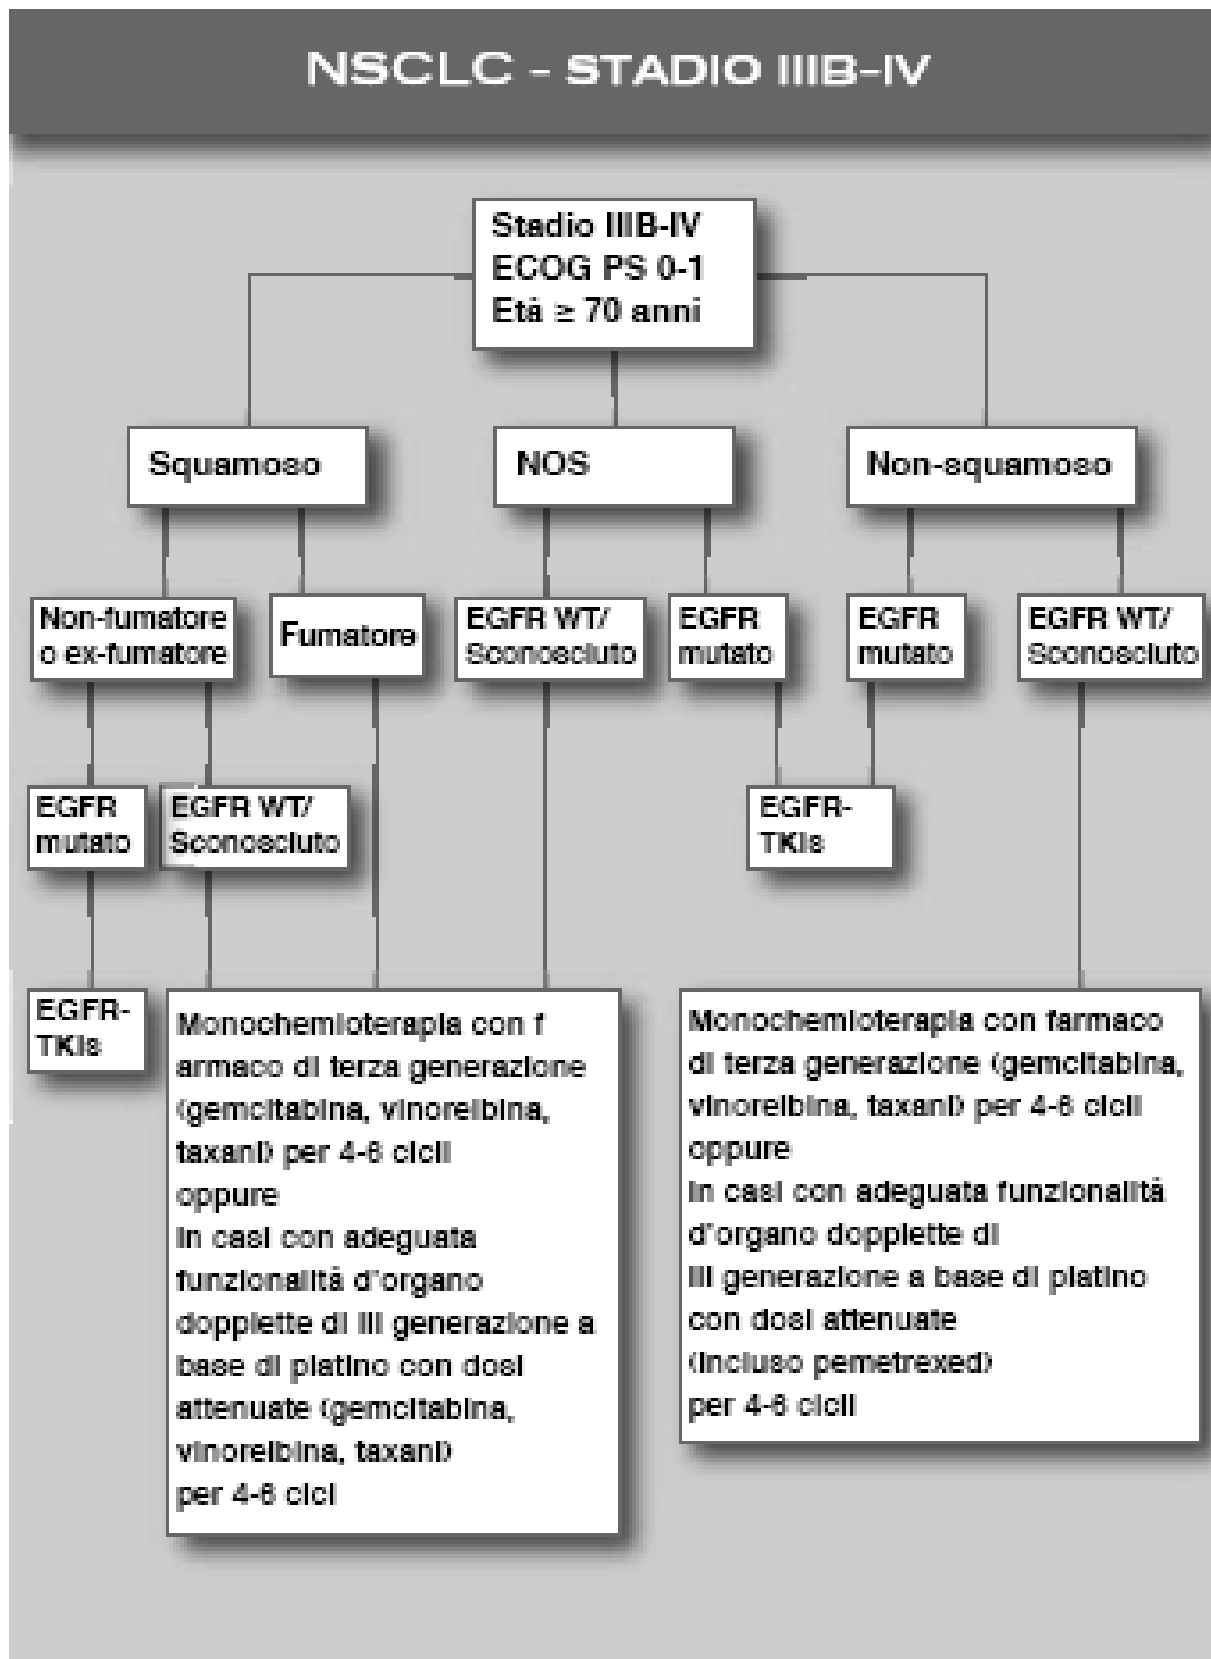 NSCLC - STADIO IIIB-IV
Stadio IIIB-IV
ECOG PS 0-1
Età ≥ 70 anni
Squamoso
NOS
Non-squamoso
Non-fumatore
o ex-fumatore
Fumatore
EGFR WT/
Sconosciuto
EGFR
mutato
EGFR
mutato
EGFR WT/
Sconosciuto
EGFR
mutato
EGFR WT/
Sconosciuto
EGFR-
TKIs
EGFR-
TKIs
Monochemioterapia con f
armaco di terza generazione
(gemcitabina, vinorelbina,
taxani) per 4-6 cicli
oppure
in casi con adeguata
funzionalità d'organo
dopplette di III generazione a
base di platino con dosi
attenuate (gemcitabina,
vinorelbina, taxani)
per 4-6 cicl
Monochemioterapia con farmaco
di terza generazione (gemcitabina,
vinorelbina, taxani) per 4-6 cicli
oppure
in casi con adeguata funzionalità
d'organo dopplette di
III generazione a base di platino
con dosi attenuate
(incluso pemetrexed)
per 4-6 cicli